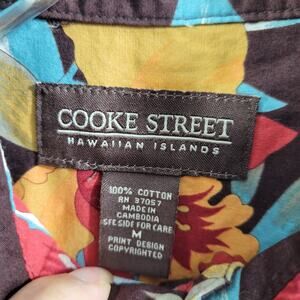 COOKE STREET
HAWAIIAN ISLANDS
100% COTTON
RN 37057
MADE IN
CAMBODIA
SEE SIDE FOR CARE
M
PRINT DESIGN
COPYRIGHTED